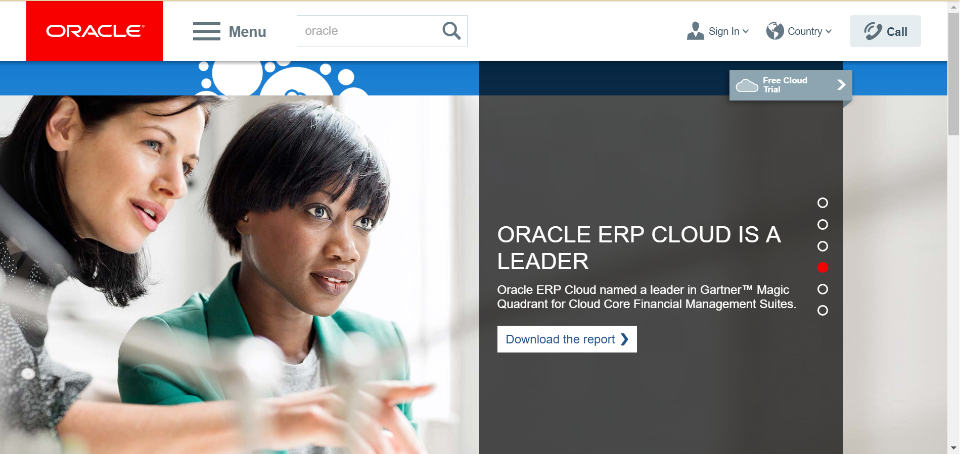 ORACLE®
Menu
oracle
Sign In
Country
Call
Free Cloud
Trial
ORACLE ERP CLOUD IS A
LEADER
Oracle ERP Cloud named a leader in Gartner™ Magic
Quadrant for Cloud Core Financial Management Suites.
Download the report